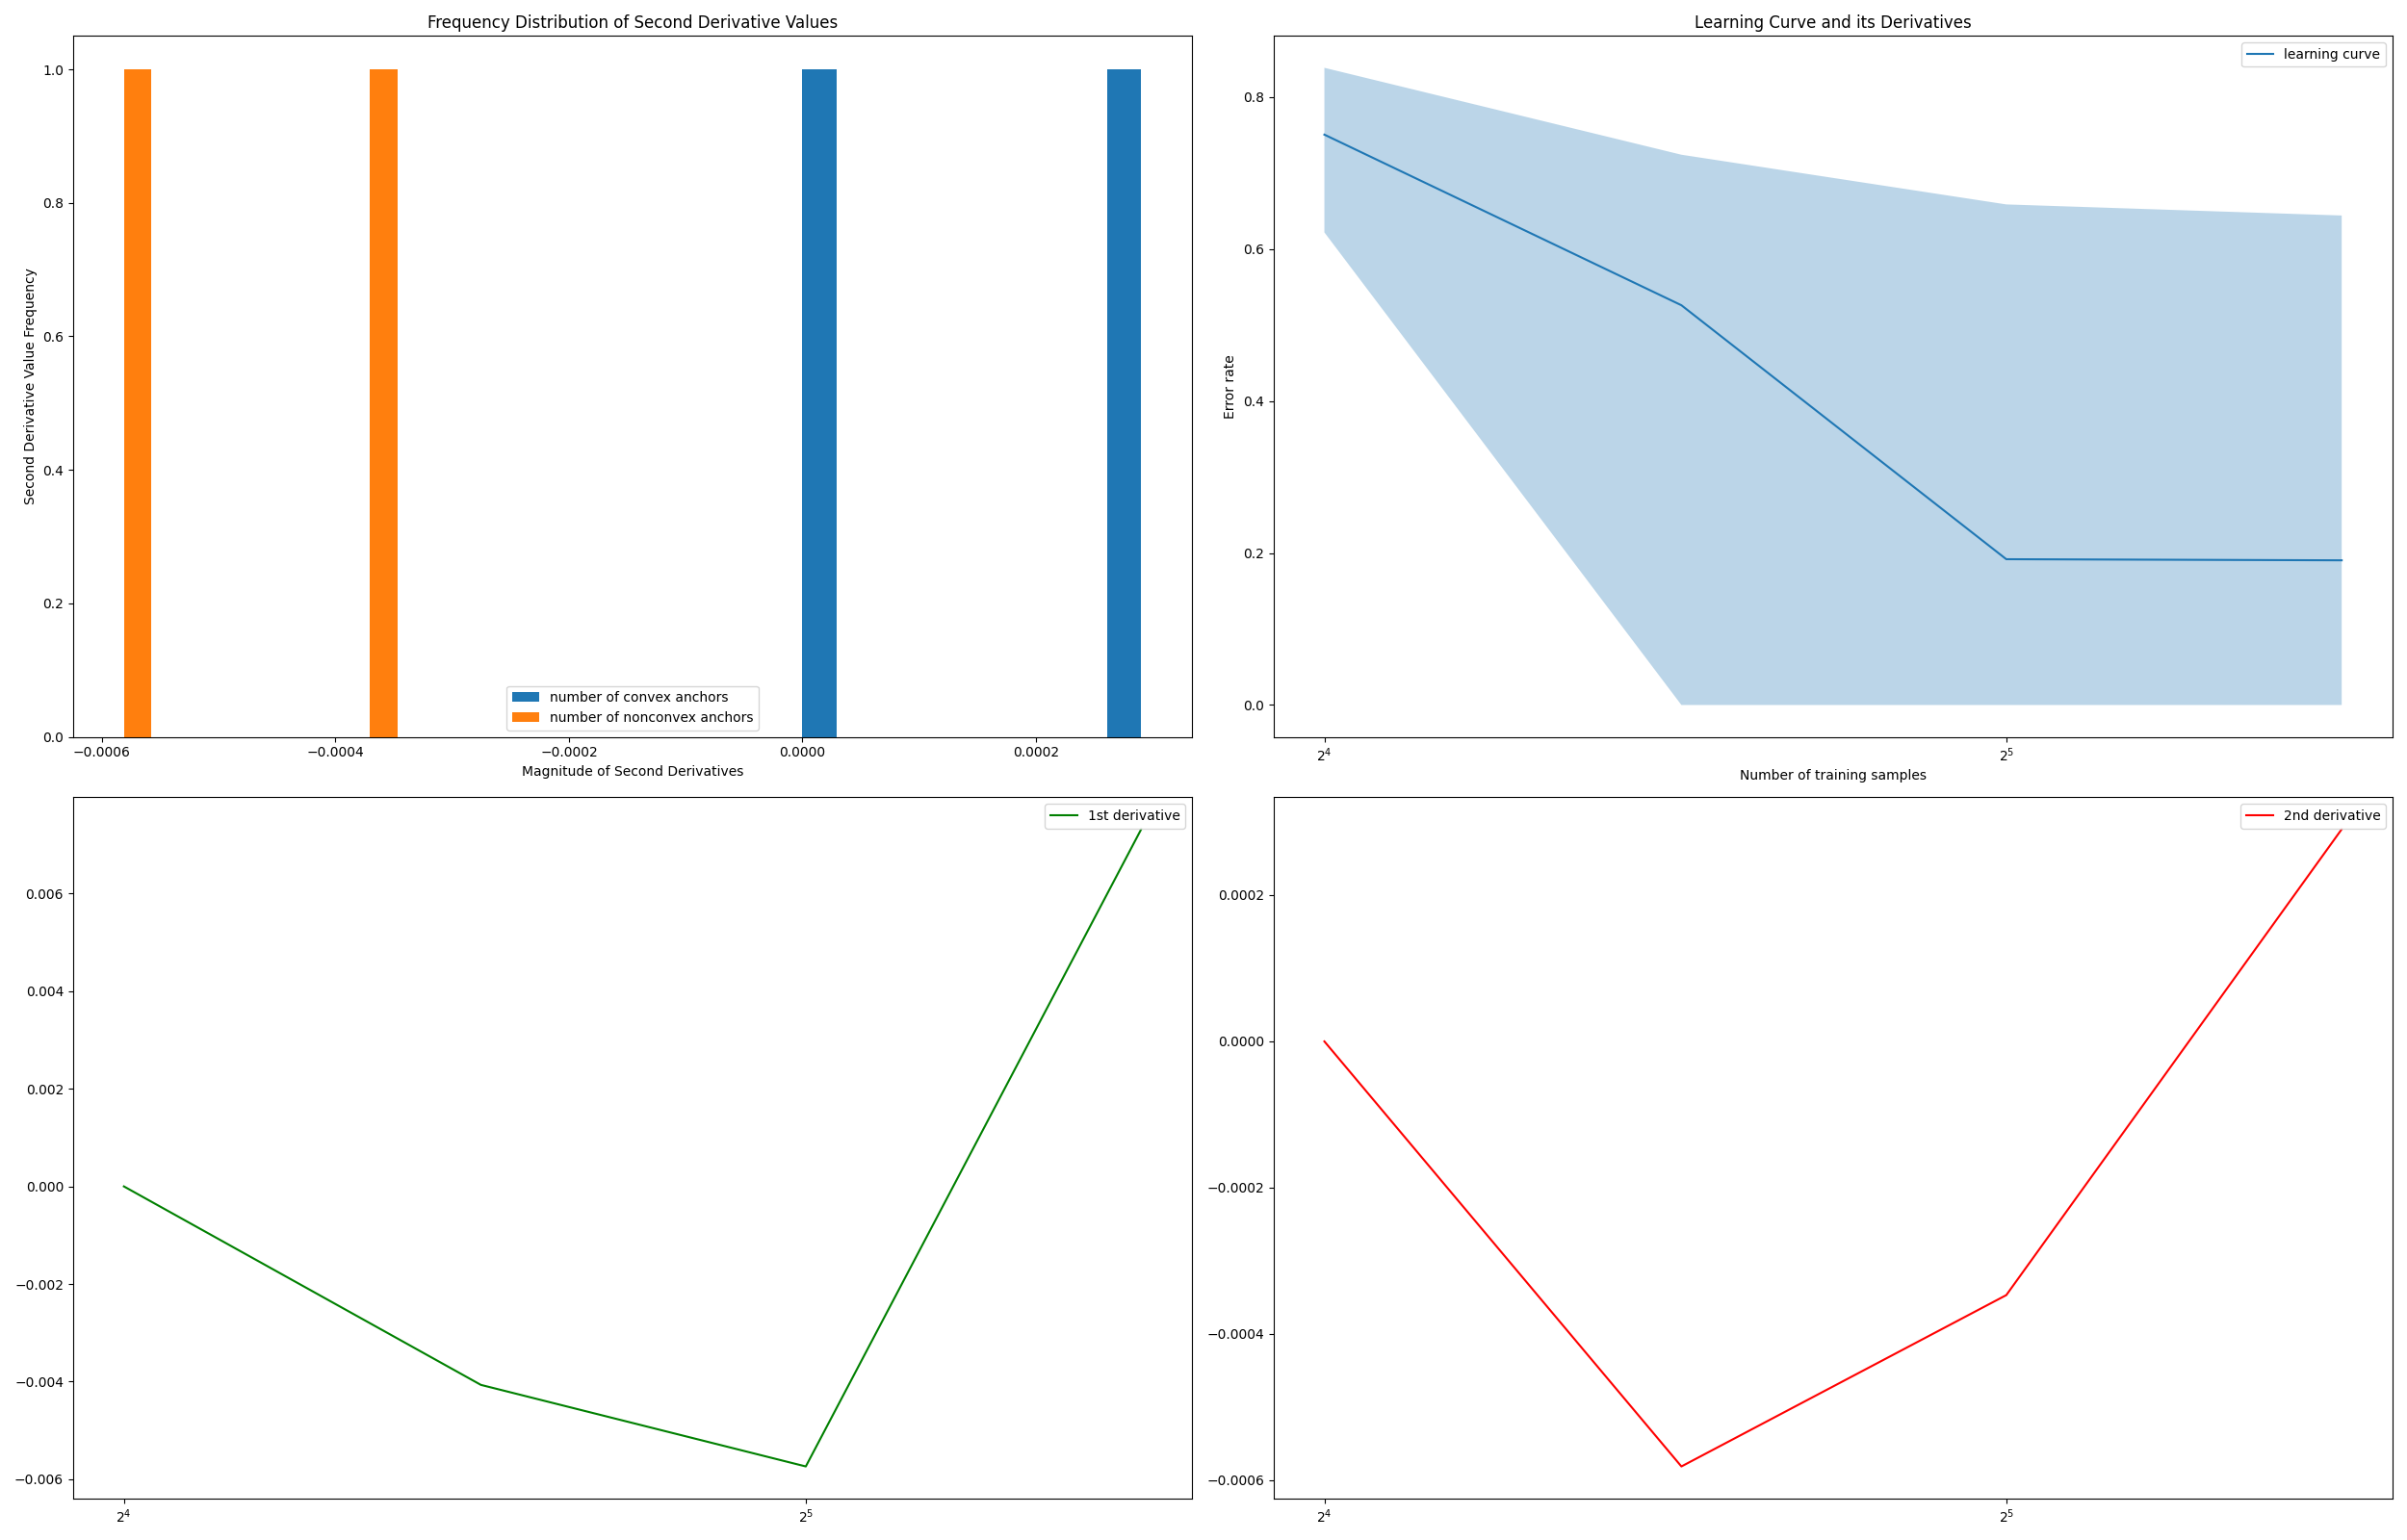 Frequency Distribution of Second Derivative Values
Second Derivative Value Frequency
1.0
0.8
0.6
0.4
0.2
0.0
number of convex anchors
number of nonconvex anchors
−0.0006 −0.0004 −0.0002 0.0000 0.0002
Magnitude of Second Derivatives
Learning Curve and its Derivatives
learning curve
Error rate
0.8
0.6
0.4
0.2
0.0
2⁴ 2⁵
Number of training samples
1st derivative
0.006
0.004
0.002
0.000
−0.002
−0.004
−0.006
2⁴ 2⁵
2nd derivative
0.0002
0.0000
−0.0002
−0.0004
−0.0006
2⁴ 2⁵